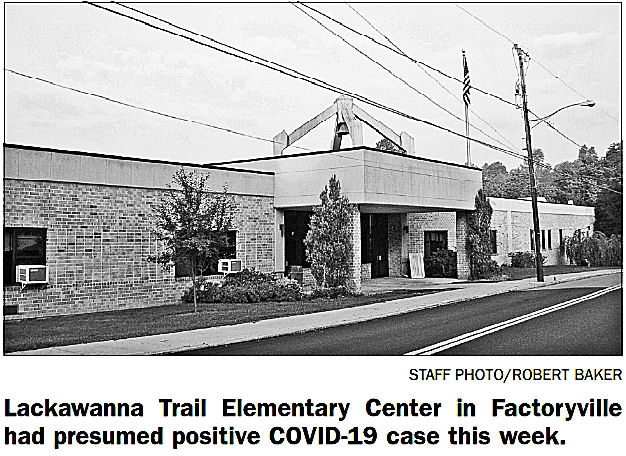 STAFF PHOTO/ROBERT BAKER
Lackawanna Trail Elementary Center in Factoryville
had presumed positive COVID-19 case this week.